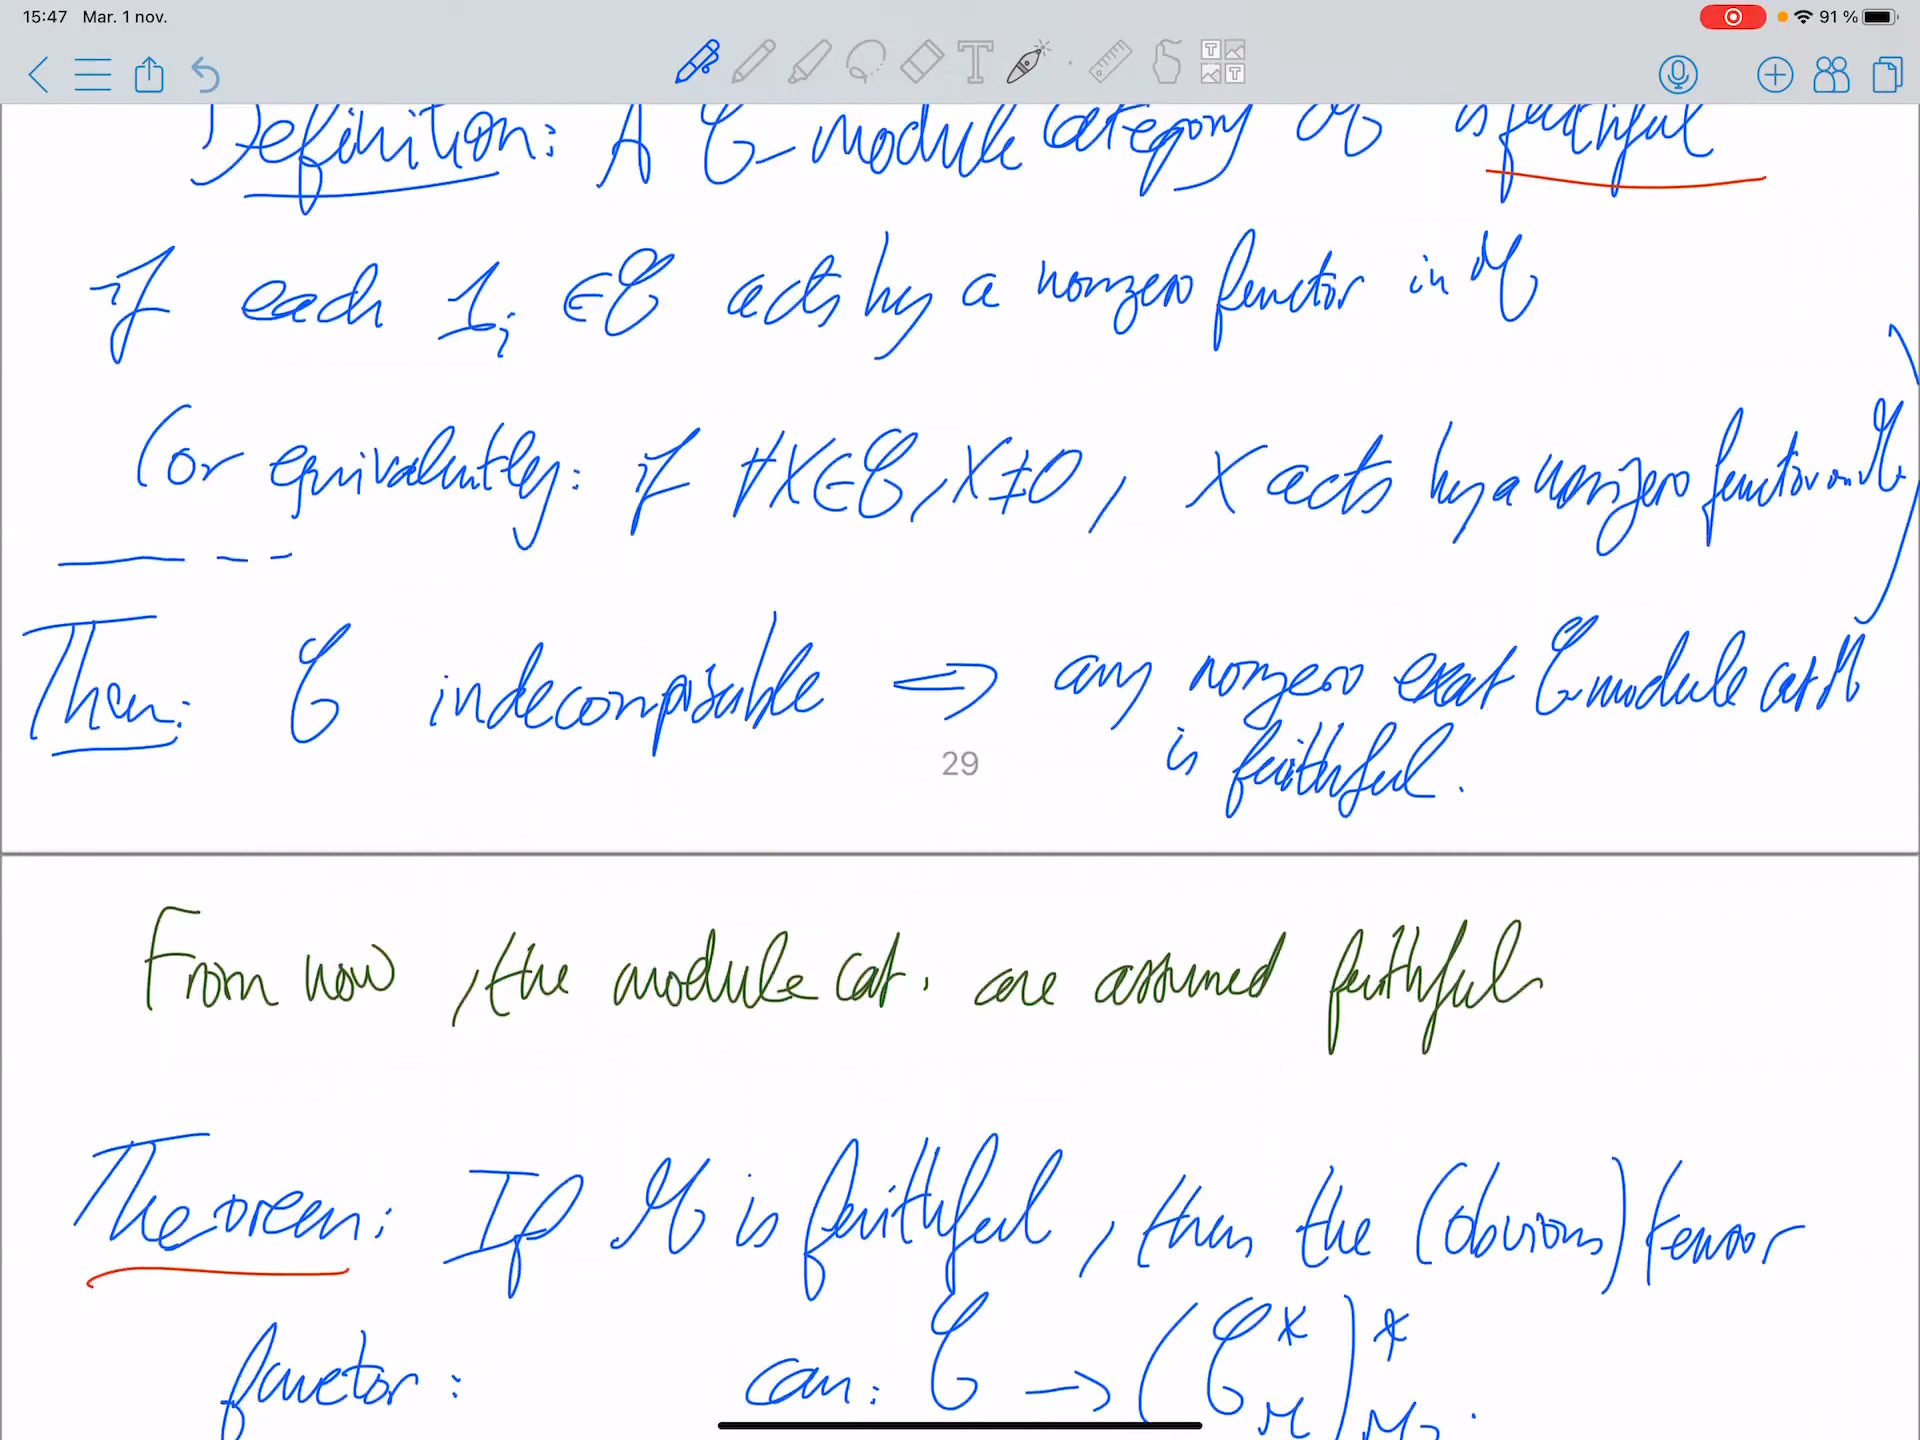 15:47 Mar. 1 nov. 91 %
Definition: A 𝒞-module category ℳ is faithful
if each 1ᵢ ∈ 𝒞 acts by a nonzero functor in ℳ
(or equivalently: if ∀X∈𝒞, X≠0, X acts by a nonzero functor on ℳ)
Then: 𝒞 indecomposable ⇒ any nonzero exact 𝒞-module cat ℳ
is faithful.
29
From now, the module cat. are assumed faithful
Theorem: If ℳ is faithful, then the (obvious) tensor
functor: can: 𝒞 → (𝒞*ℳ)*ℳ